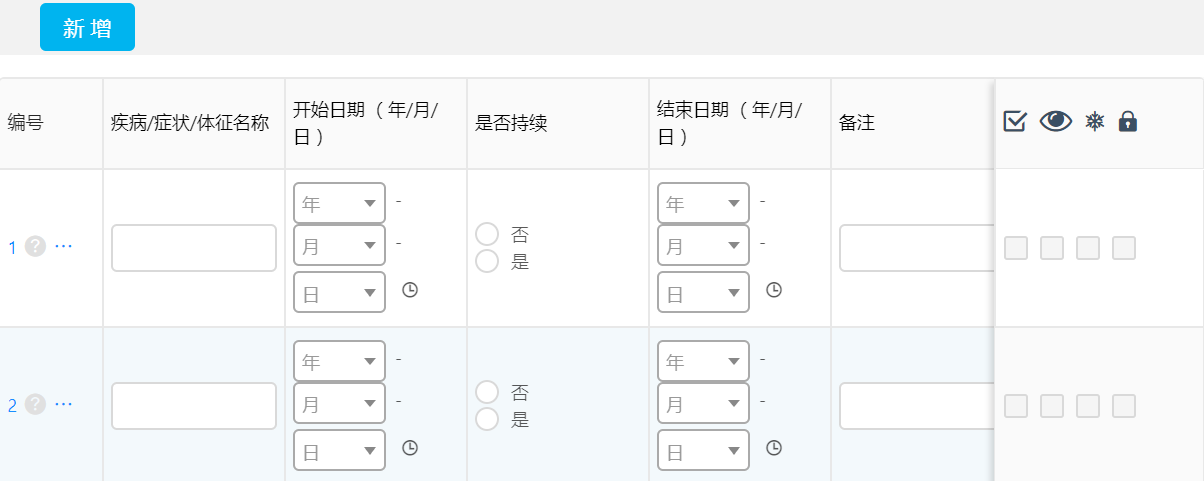 新 增
编号
疾病/症状/体征名称
开始日期（年/月/
日）
是否持续
结束日期（年/月/
日）
备注
1 ? ···
年 -
月 -
日
否
是
年 -
月 -
日
2 ? ···
年 -
月 -
日
否
是
年 -
月 -
日